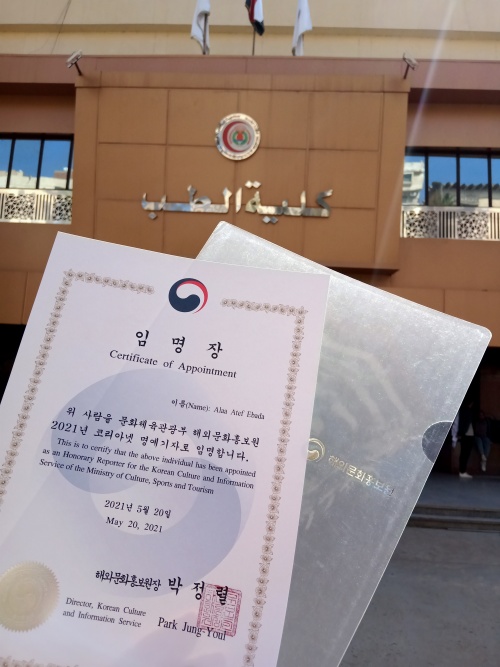 كلية الطب
임 명 장
Certificate of Appointment
이름(Name): Alaa Atef Ebada
위 사람을 문화체육관광부 해외문화홍보원
2021년 코리아넷 명예기자로 임명합니다.
This is to certify that the above individual has been appointed
as an Honorary Reporter for the Korean Culture and Information
Service of the Ministry of Culture, Sports and Tourism
2021년 5월 20일
May 20, 2021
해외문화홍보원장 박 정 렬
Director, Korean Culture
and Information Service
Park Jung-Youl
해외문화홍보원